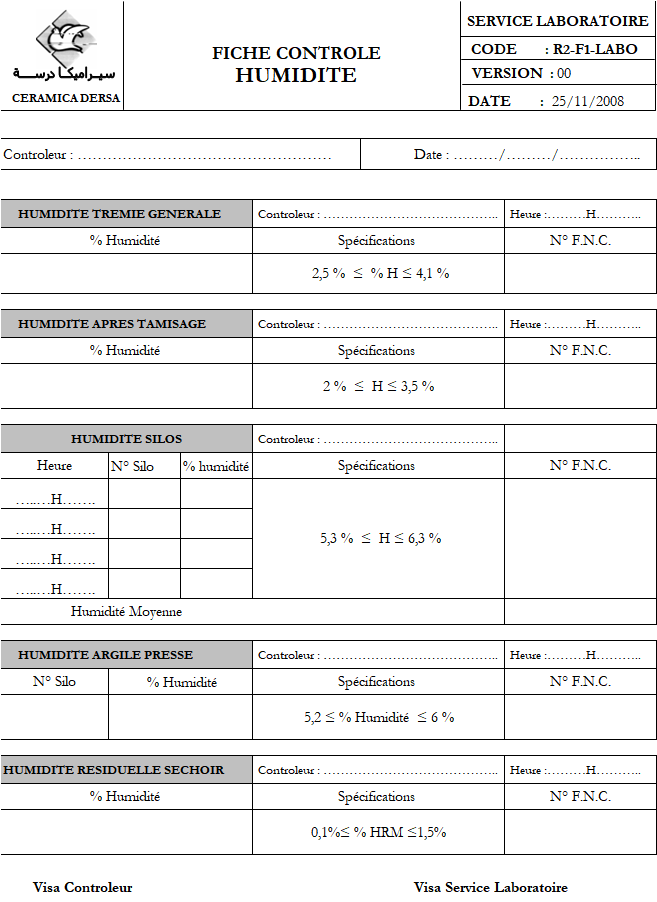 سيراميكا درسة
CERAMICA DERSA
FICHE CONTROLE
HUMIDITE
SERVICE LABORATOIRE
CODE : R2-F1-LABO
VERSION : 00
DATE : 25/11/2008
Controleur : ……………………………………………
Date : ………/………/……………..
HUMIDITE TREMIE GENERALE Controleur : ………………………………….. Heure :………H………..
% Humidité Spécifications N° F.N.C.
2,5 % ≤ % H ≤ 4,1 %
HUMIDITE APRES TAMISAGE Controleur : ………………………………….. Heure :………H………..
% Humidité Spécifications N° F.N.C.
2 % ≤ H ≤ 3,5 %
HUMIDITE SILOS Controleur : …………………………………..
Heure N° Silo % humidité Spécifications N° F.N.C.
…..…H…….
…..…H…….
5,3 % ≤ H ≤ 6,3 %
…..…H…….
…..…H…….
Humidité Moyenne
HUMIDITE ARGILE PRESSE Controleur : ………………………………….. Heure :………H………..
N° Silo % Humidité Spécifications N° F.N.C.
5,2 ≤ % Humidité ≤ 6 %
HUMIDITE RESIDUELLE SECHOIR Controleur : ………………………………….. Heure :………H………..
% Humidité Spécifications N° F.N.C.
0,1%≤ % HRM ≤1,5%
Visa Controleur Visa Service Laboratoire